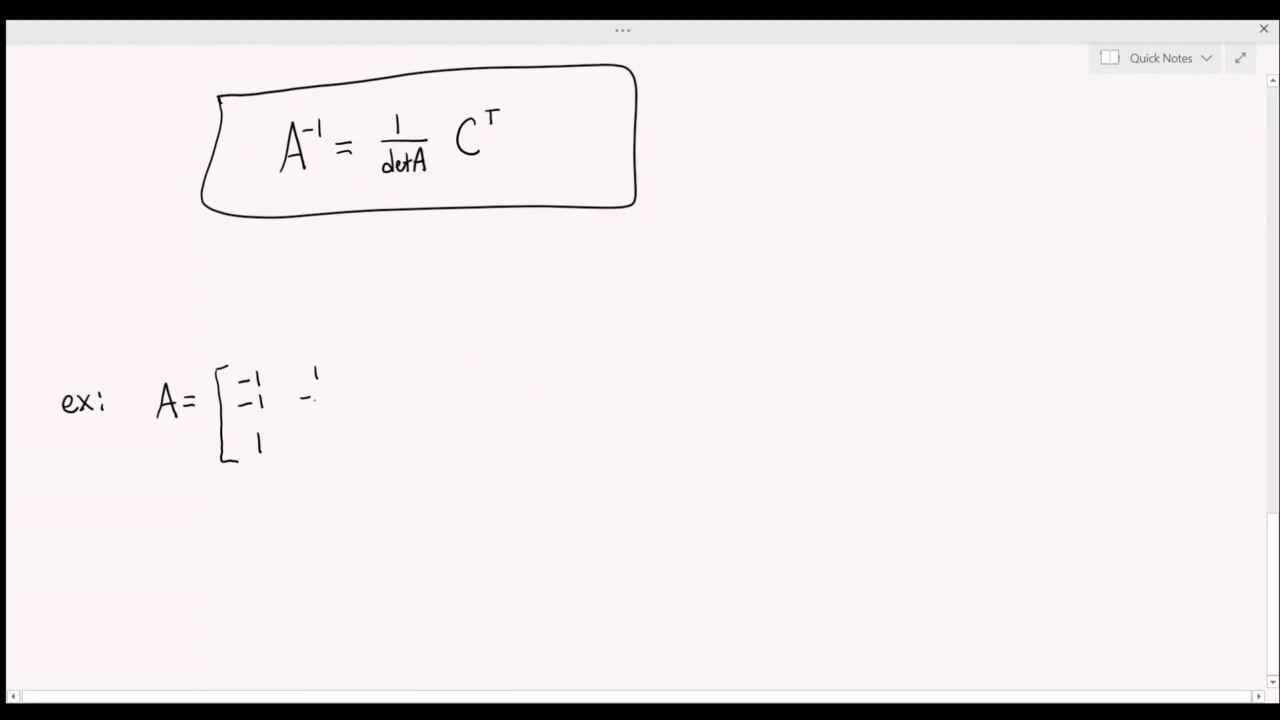 Quick Notes
A⁻¹ = 1/detA Cᵀ
ex: A = [ -1 1
-1 -
1